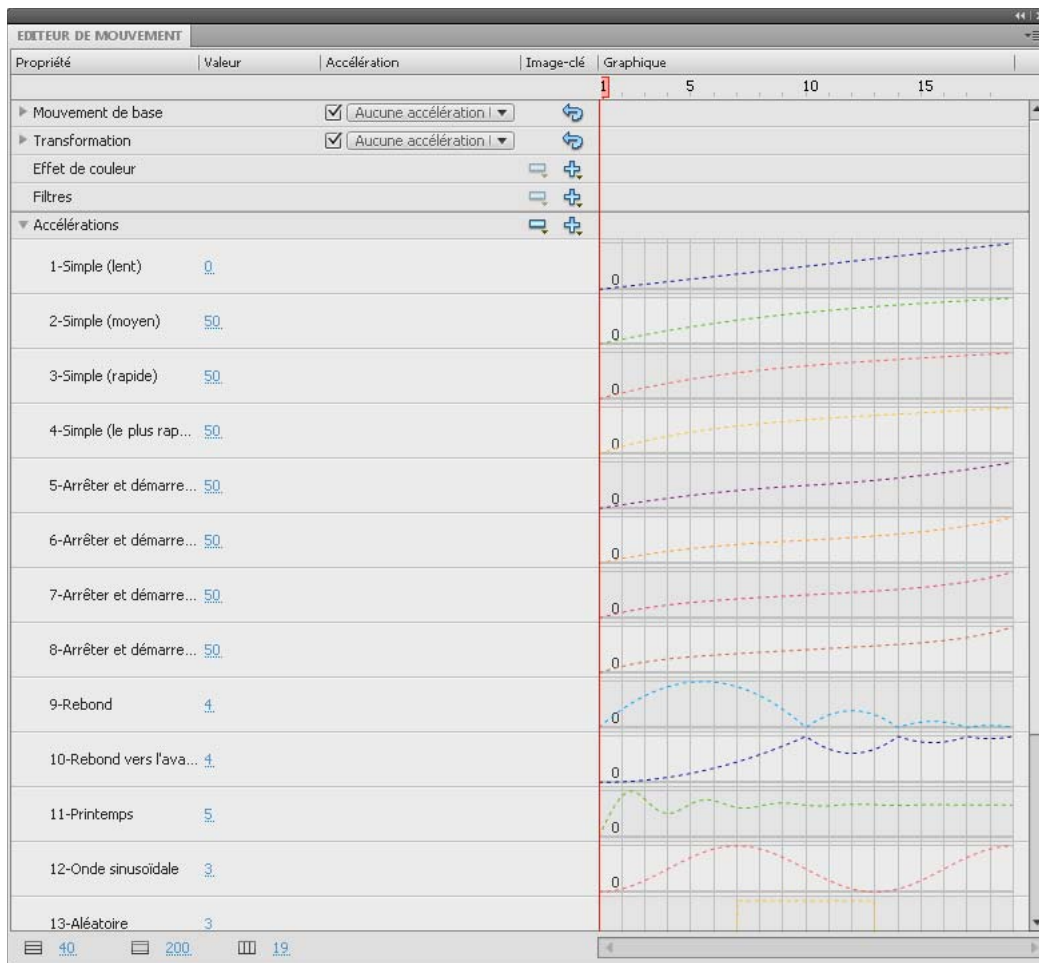 EDITEUR DE MOUVEMENT
Propriété Valeur Accélération Image-clé Graphique
1 5 10 15
Mouvement de base Aucune accélération
Transformation Aucune accélération
Effet de couleur
Filtres
Accélérations
1-Simple (lent) 0 0
2-Simple (moyen) 50 0
3-Simple (rapide) 50 0
4-Simple (le plus rap... 50 0
5-Arrêter et démarre... 50 0
6-Arrêter et démarre... 50 0
7-Arrêter et démarre... 50 0
8-Arrêter et démarre... 50 0
9-Rebond 4 0
10-Rebond vers l'ava... 4 0
11-Printemps 5 0
12-Onde sinusoïdale 3 0
13-Aléatoire 3
40 200 19